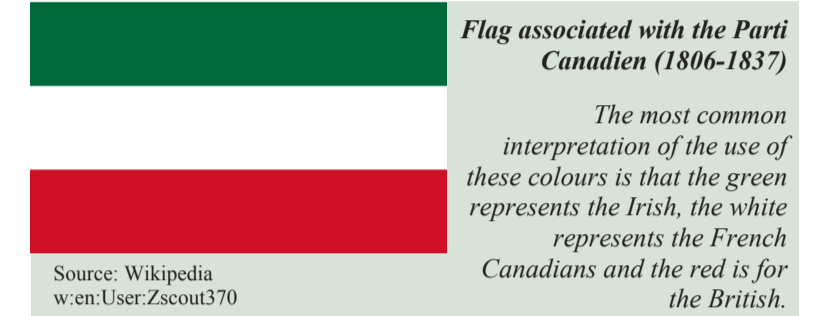 Flag associated with the Parti
Canadien (1806-1837)
The most common
interpretation of the use of
these colours is that the green
represents the Irish, the white
represents the French
Canadians and the red is for
the British.
Source: Wikipedia
w:en:User:Zscout370